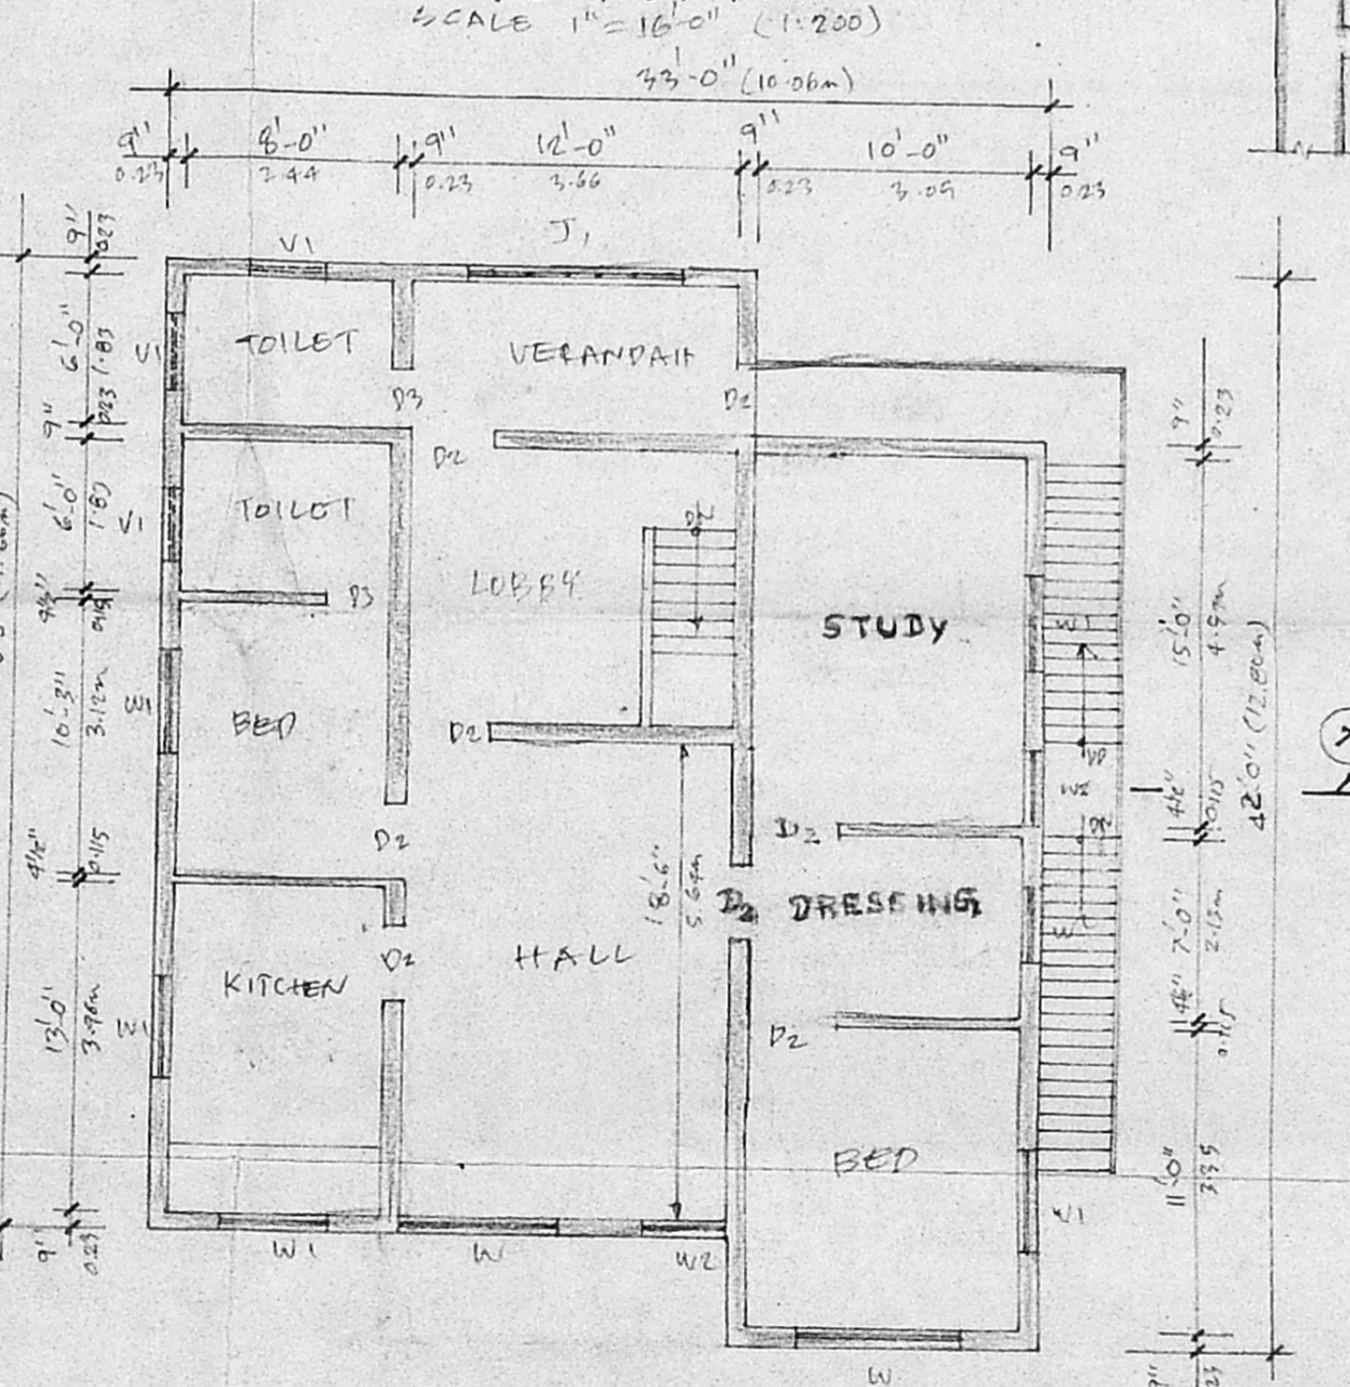 SCALE 1"=16'-0" (1:200)
33'-0" (10.06m)
9" 8'-0" 9" 12'-0" 9" 10'-0" 9"
0.23 2.44 0.23 3.66 0.23 3.05 0.23
V1 J1
9" 0.23
6'-0" 1.83
V1 TOILET VERANDAH
D3 D2
9" 0.23
9" 0.23
D2
6'-0" 1.83
V1 TOILET
LOBBY
D3
4½"
STUDY
15'-0" 4.5m
42'-0" (12.80m)
10'-3" 3.12m
W1 BED
D2
W2
4½" 0.115
D2
D2
4½" 0.115
18'-6"
5.64m
D2 DRESSING
7'-0" 2.13m
D2
HALL
KITCHEN
4½" 0.115
13'-0" 3.96m
W1
D2
BED
11'-0" 3.35
9" 0.23
W1 W W2
W
9"